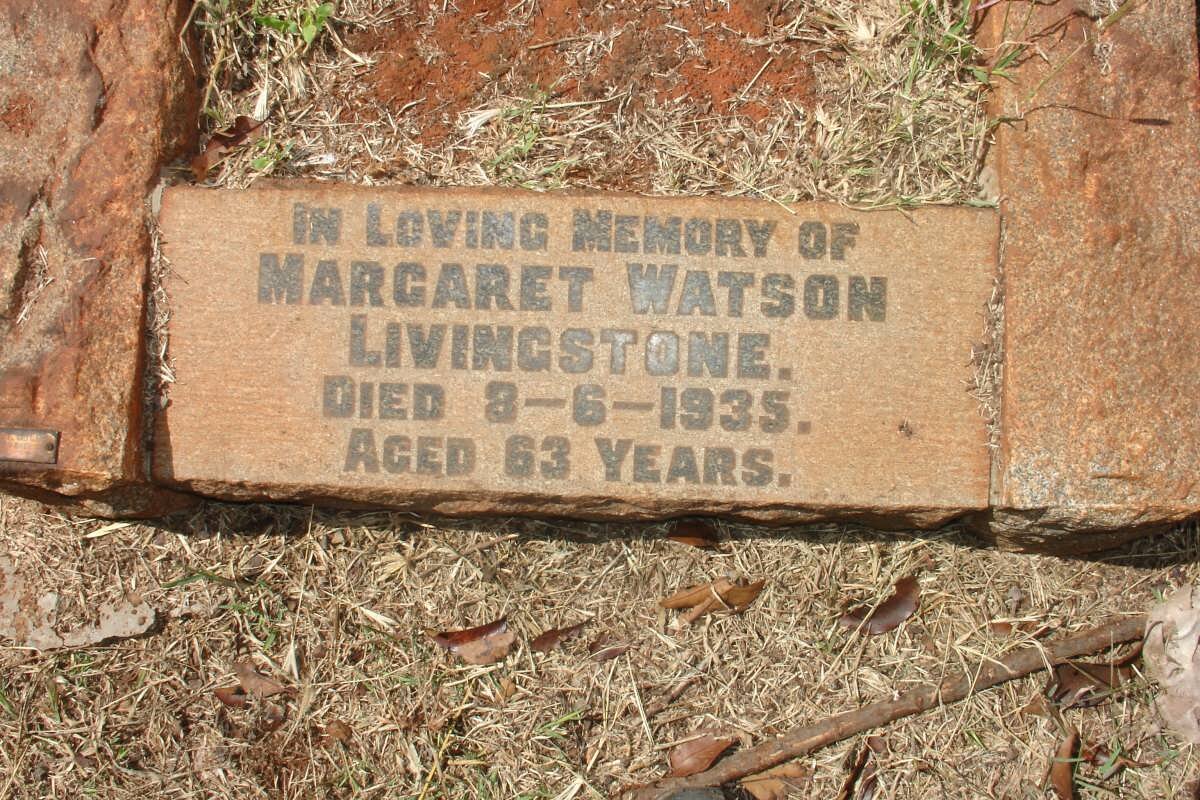 In Loving Memory of
Margaret Watson
Livingstone.
Died 8-6-1935.
Aged 63 Years.